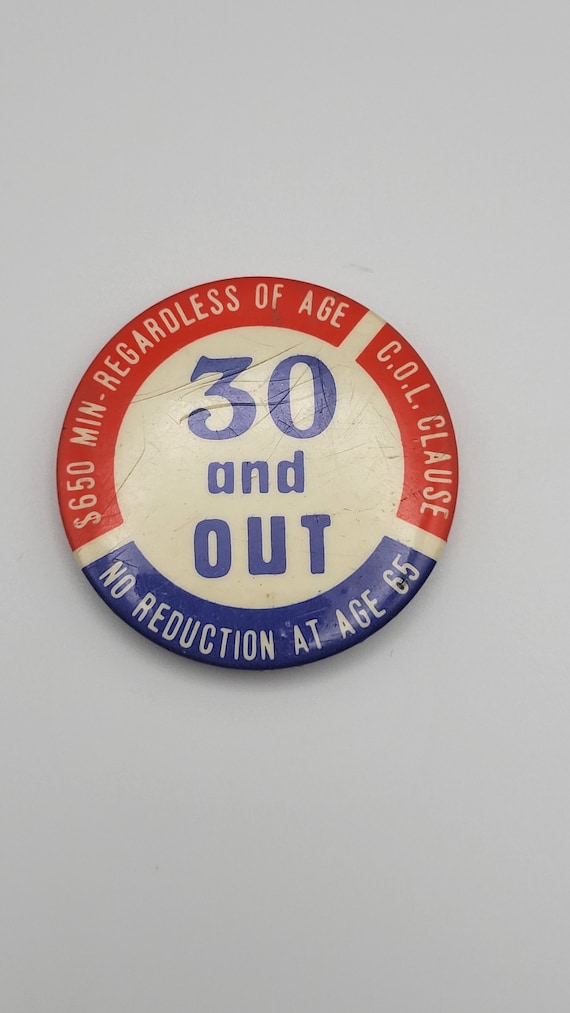 $650 MIN-REGARDLESS OF AGE
C.O.L. CLAUSE
30
and
OUT
NO REDUCTION AT AGE 65